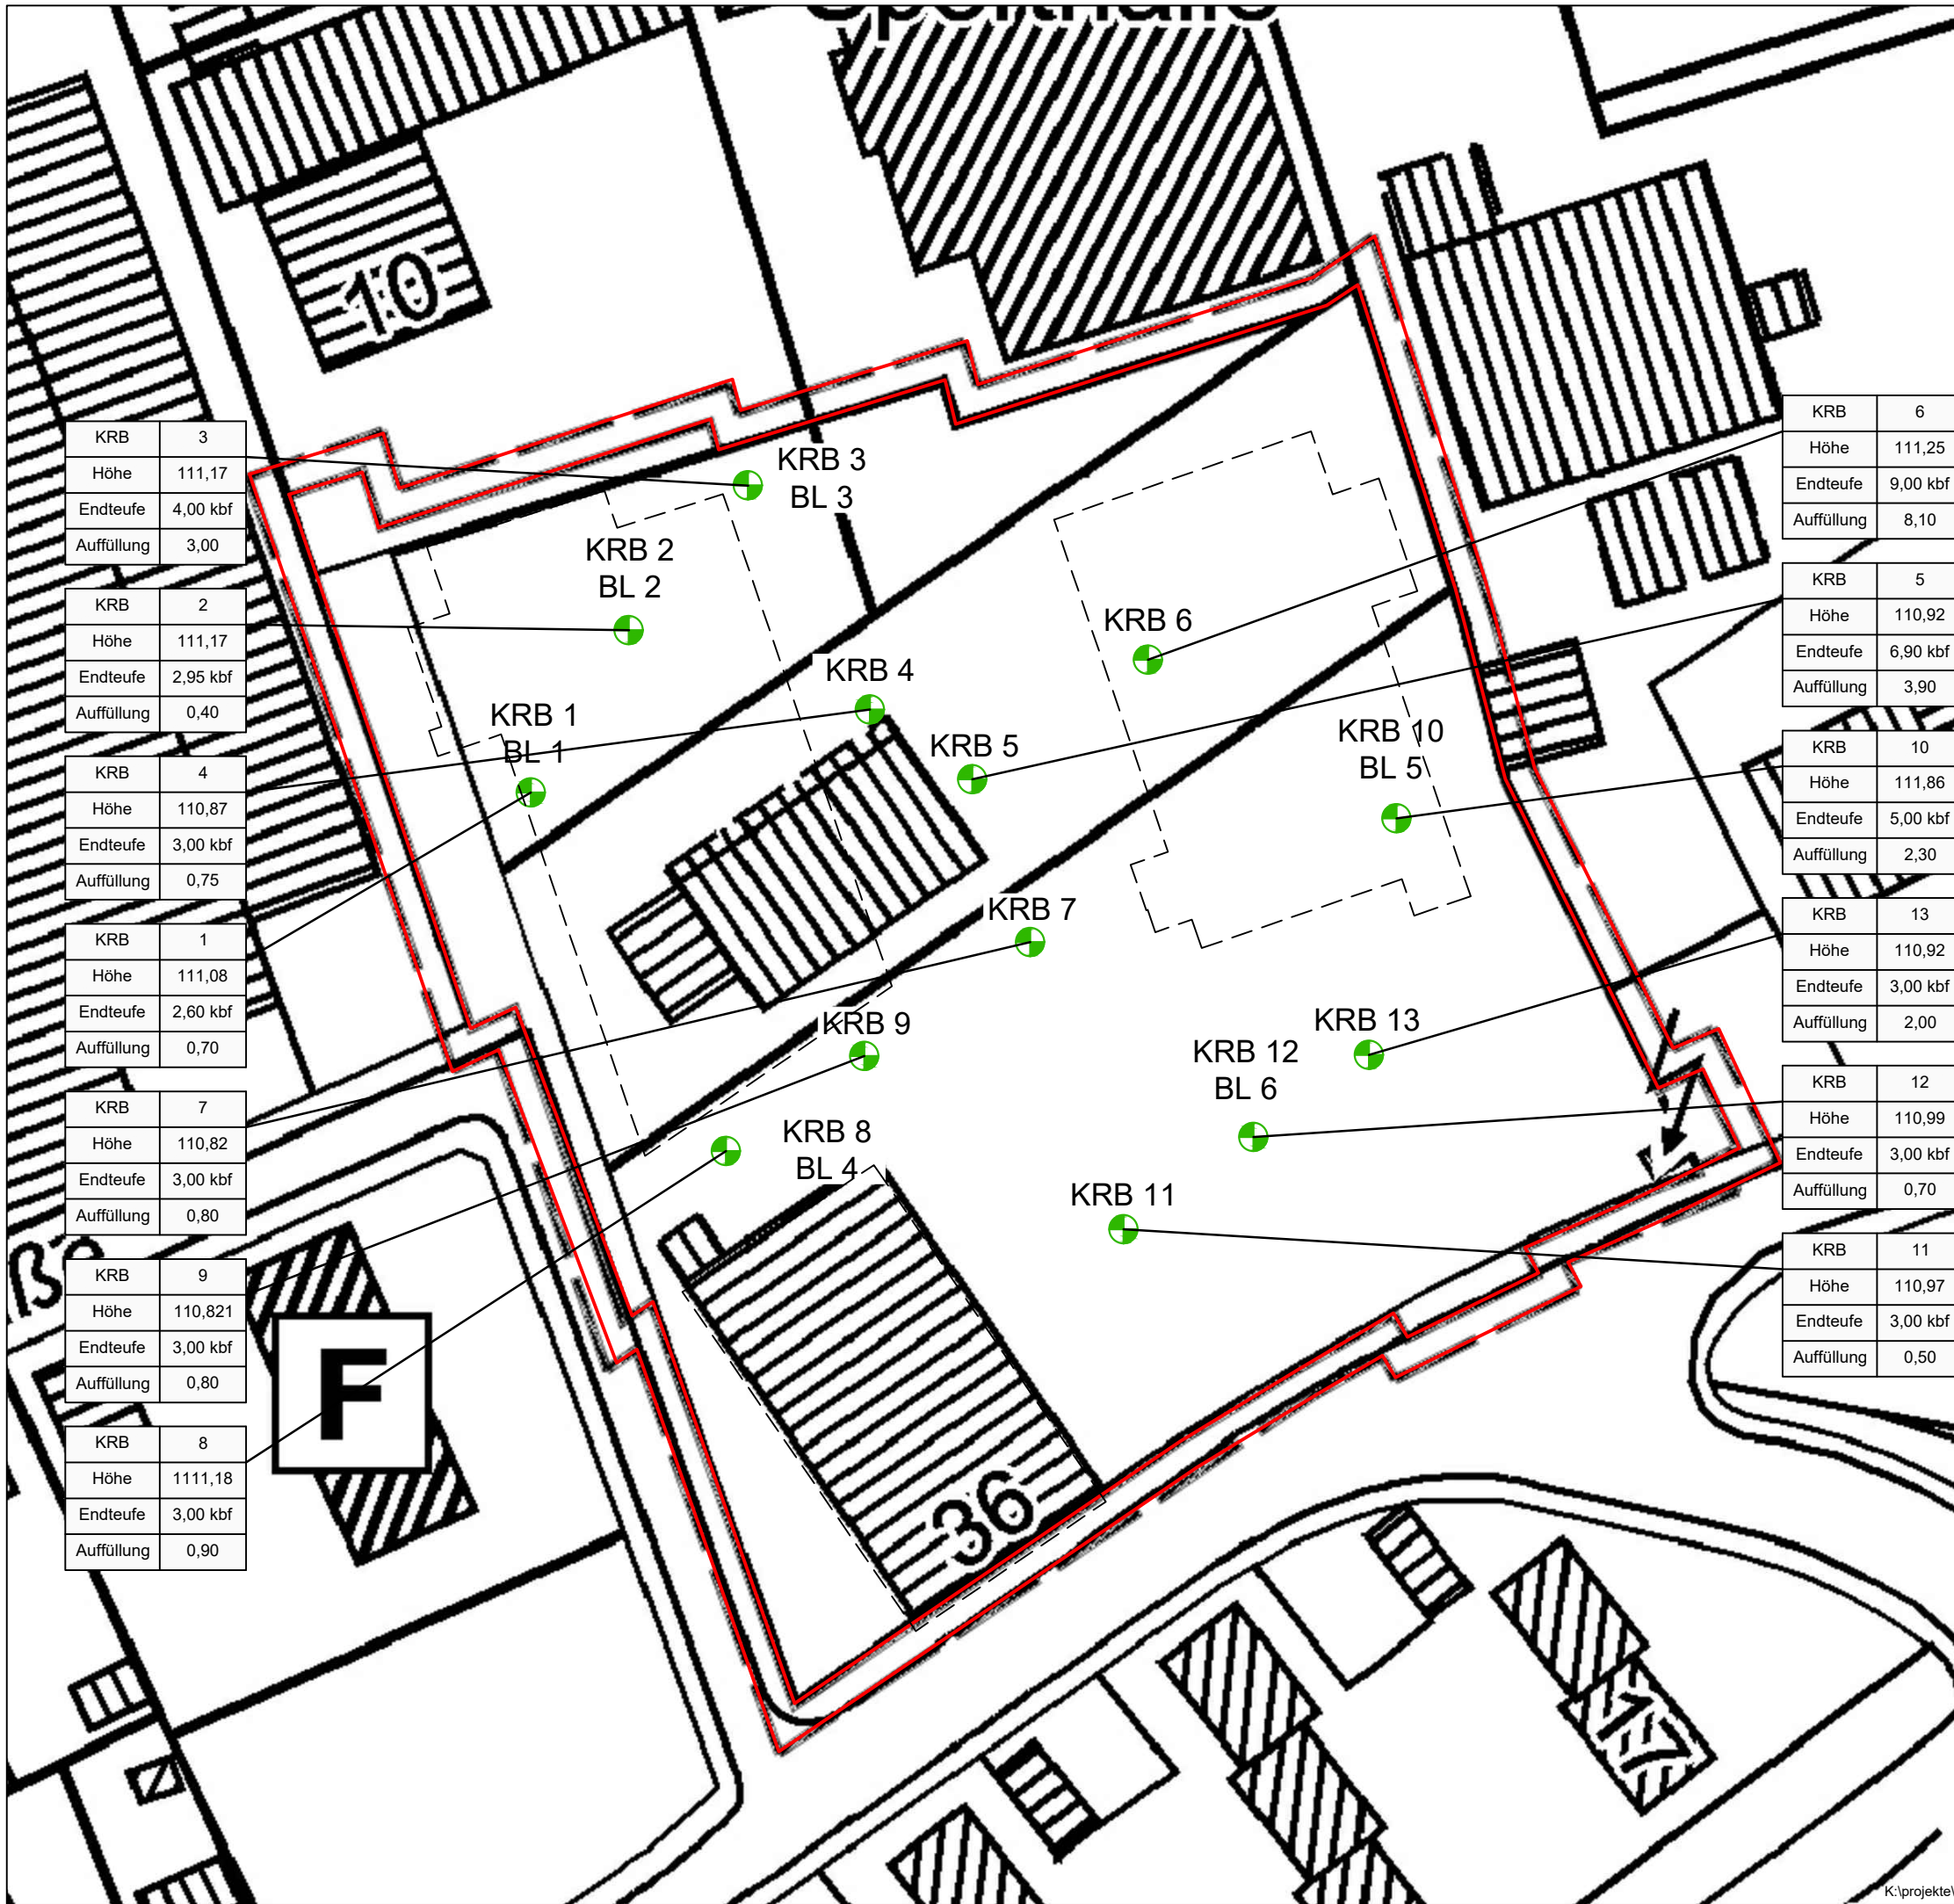 Sporthalle
10
KRB 3
Höhe 111,17
Endteufe 4,00 kbf
Auffüllung 3,00
KRB 2
Höhe 111,17
Endteufe 2,95 kbf
Auffüllung 0,40
KRB 4
Höhe 110,87
Endteufe 3,00 kbf
Auffüllung 0,75
KRB 1
Höhe 111,08
Endteufe 2,60 kbf
Auffüllung 0,70
KRB 7
Höhe 110,82
Endteufe 3,00 kbf
Auffüllung 0,80
KRB 9
Höhe 110,821
Endteufe 3,00 kbf
Auffüllung 0,80
KRB 8
Höhe 1111,18
Endteufe 3,00 kbf
Auffüllung 0,90
KRB 3
BL 3
KRB 2
BL 2
KRB 6
KRB 4
KRB 1
BL 1
KRB 5
KRB 10
BL 5
KRB 7
KRB 9
KRB 13
KRB 12
BL 6
KRB 8
BL 4
KRB 11
KRB 6
Höhe 111,25
Endteufe 9,00 kbf
Auffüllung 8,10
KRB 5
Höhe 110,92
Endteufe 6,90 kbf
Auffüllung 3,90
KRB 10
Höhe 111,86
Endteufe 5,00 kbf
Auffüllung 2,30
KRB 13
Höhe 110,92
Endteufe 3,00 kbf
Auffüllung 2,00
KRB 12
Höhe 110,99
Endteufe 3,00 kbf
Auffüllung 0,70
KRB 11
Höhe 110,97
Endteufe 3,00 kbf
Auffüllung 0,50
F
36
17
K:\projekte\